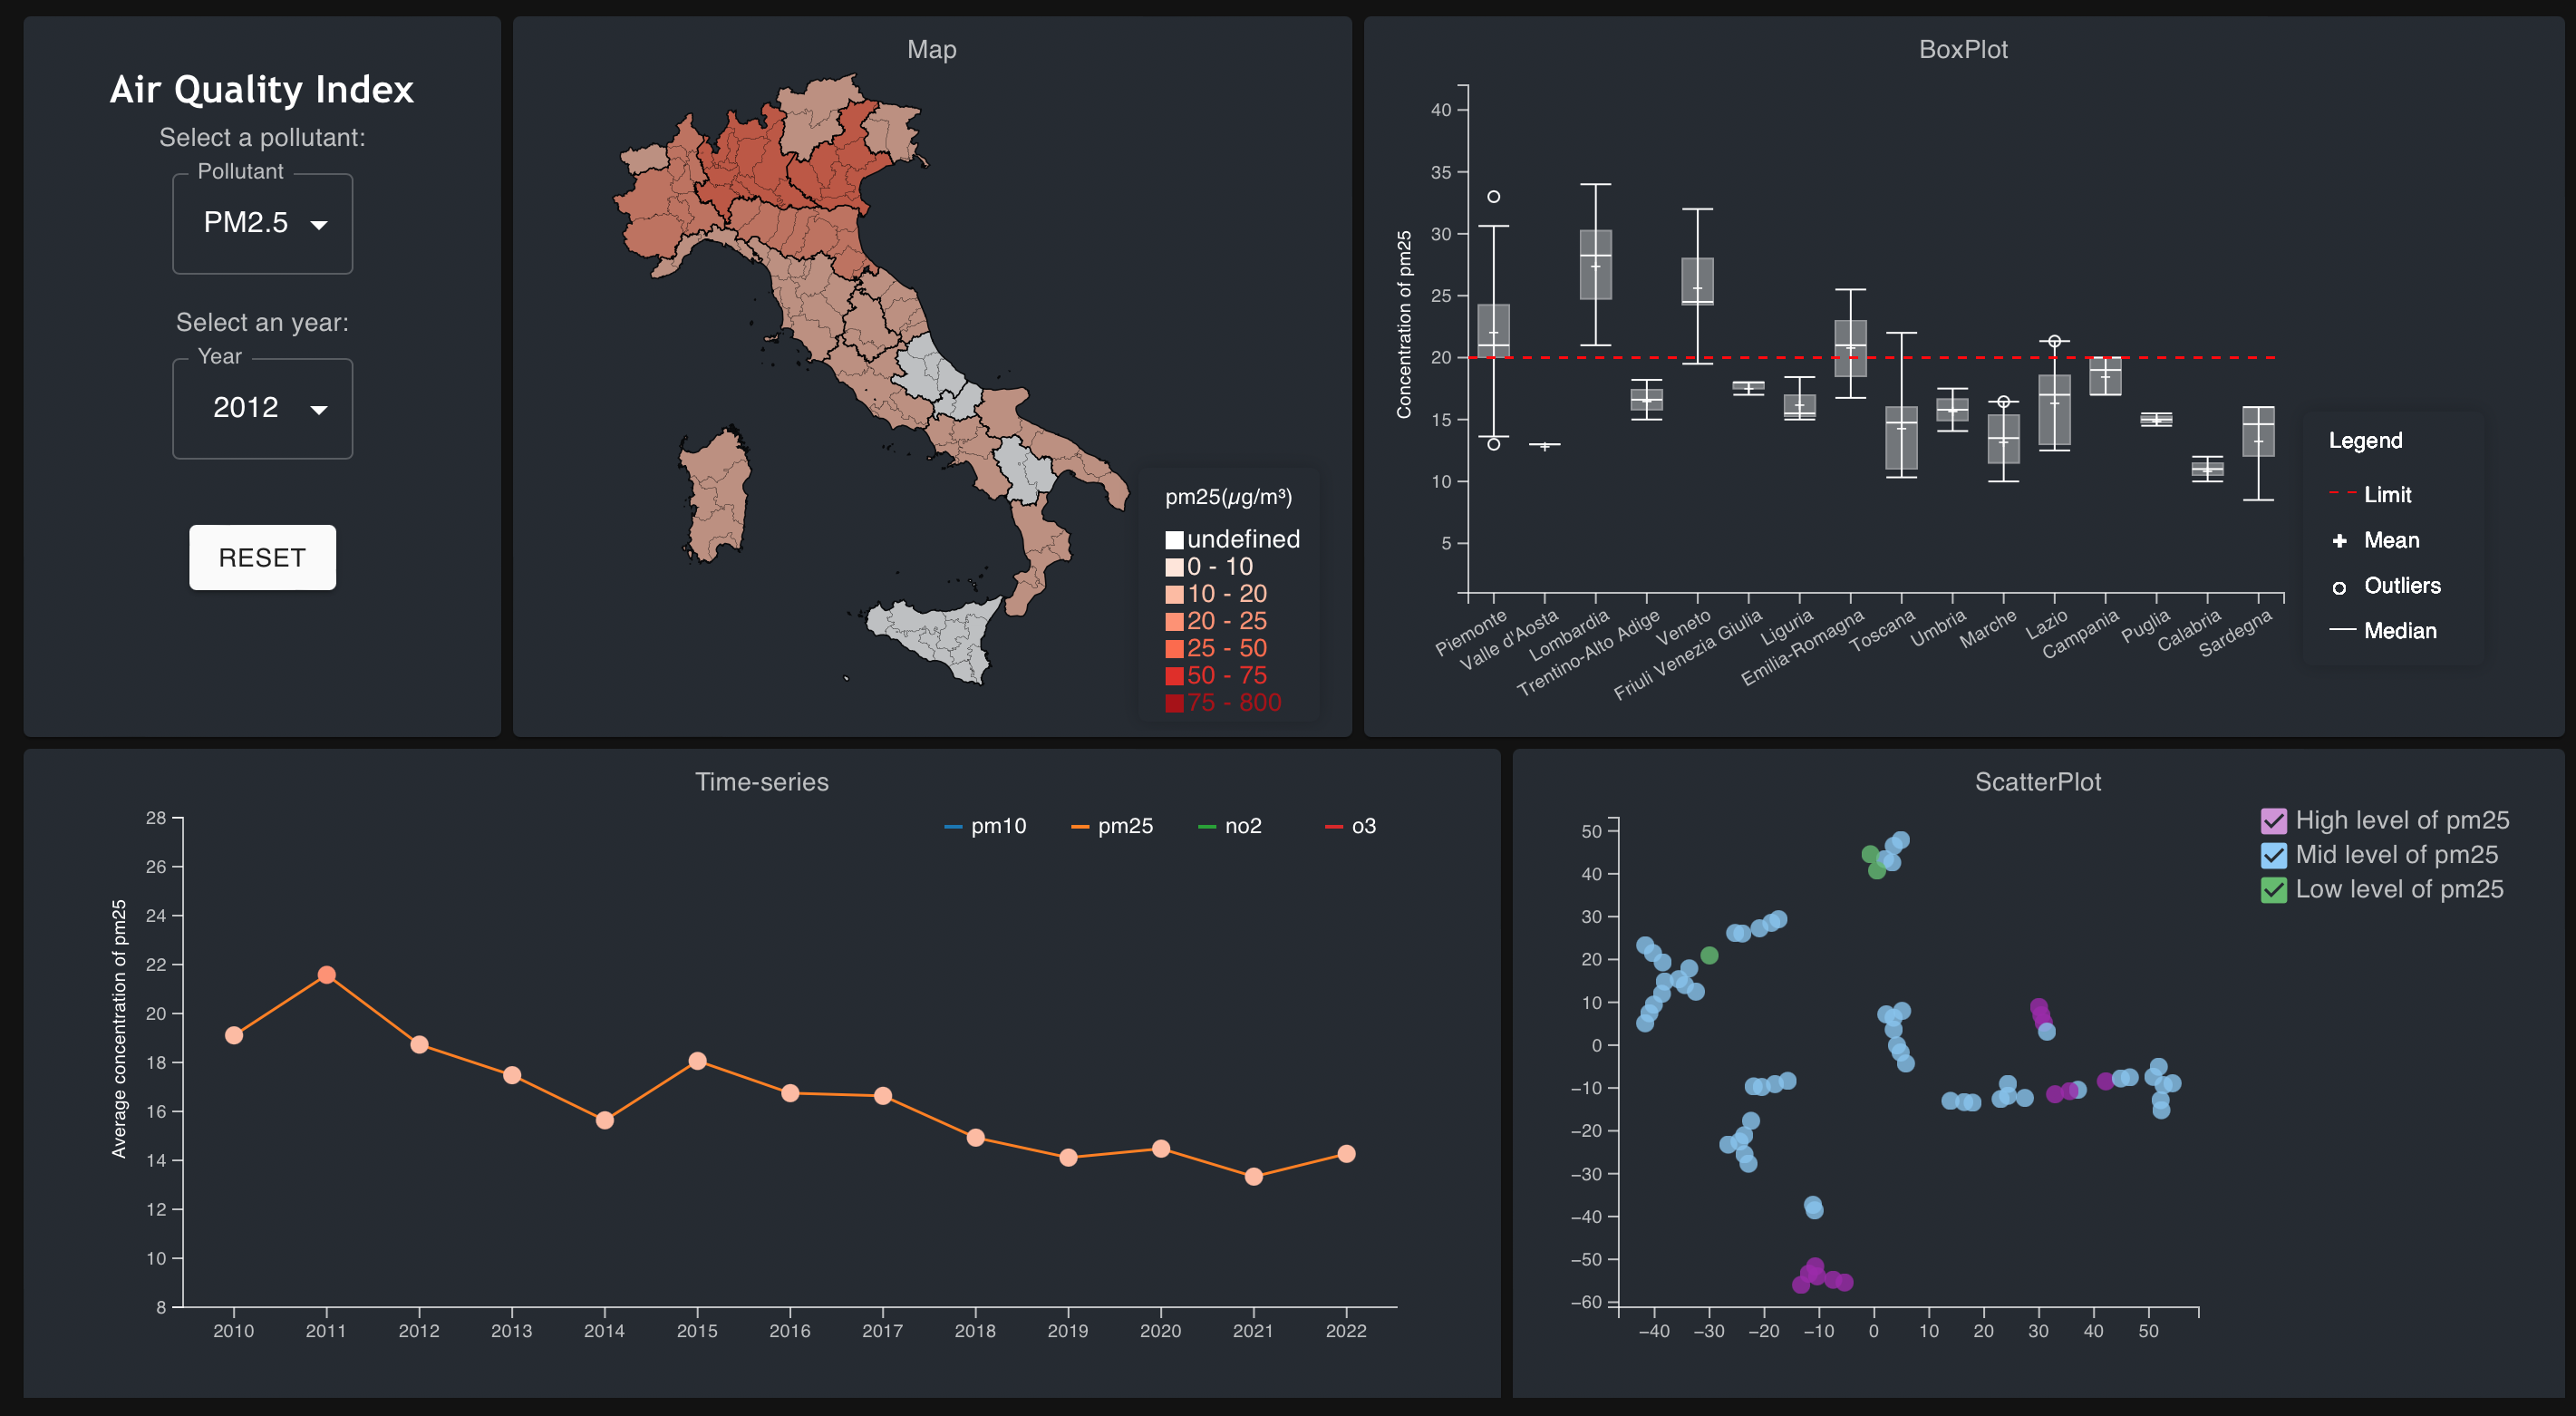 Air Quality Index
Select a pollutant:
Pollutant
PM2.5
Select an year:
Year
2012
RESET
Map
pm25(μg/m³)
undefined
0 - 10
10 - 20
20 - 25
25 - 50
50 - 75
75 - 800
BoxPlot
Concentration of pm25
40
35
30
25
20
15
10
5
Piemonte
Valle d'Aosta
Lombardia
Trentino-Alto Adige
Veneto
Friuli Venezia Giulia
Liguria
Emilia-Romagna
Toscana
Umbria
Marche
Lazio
Campania
Puglia
Calabria
Sardegna
Legend
Limit
Mean
Outliers
Median
Time-series
pm10 pm25 no2 o3
Average concentration of pm25
28
26
24
22
20
18
16
14
12
10
8
2010 2011 2012 2013 2014 2015 2016 2017 2018 2019 2020 2021 2022
ScatterPlot
High level of pm25
Mid level of pm25
Low level of pm25
50
40
30
20
10
0
−10
−20
−30
−40
−50
−60
−40 −30 −20 −10 0 10 20 30 40 50